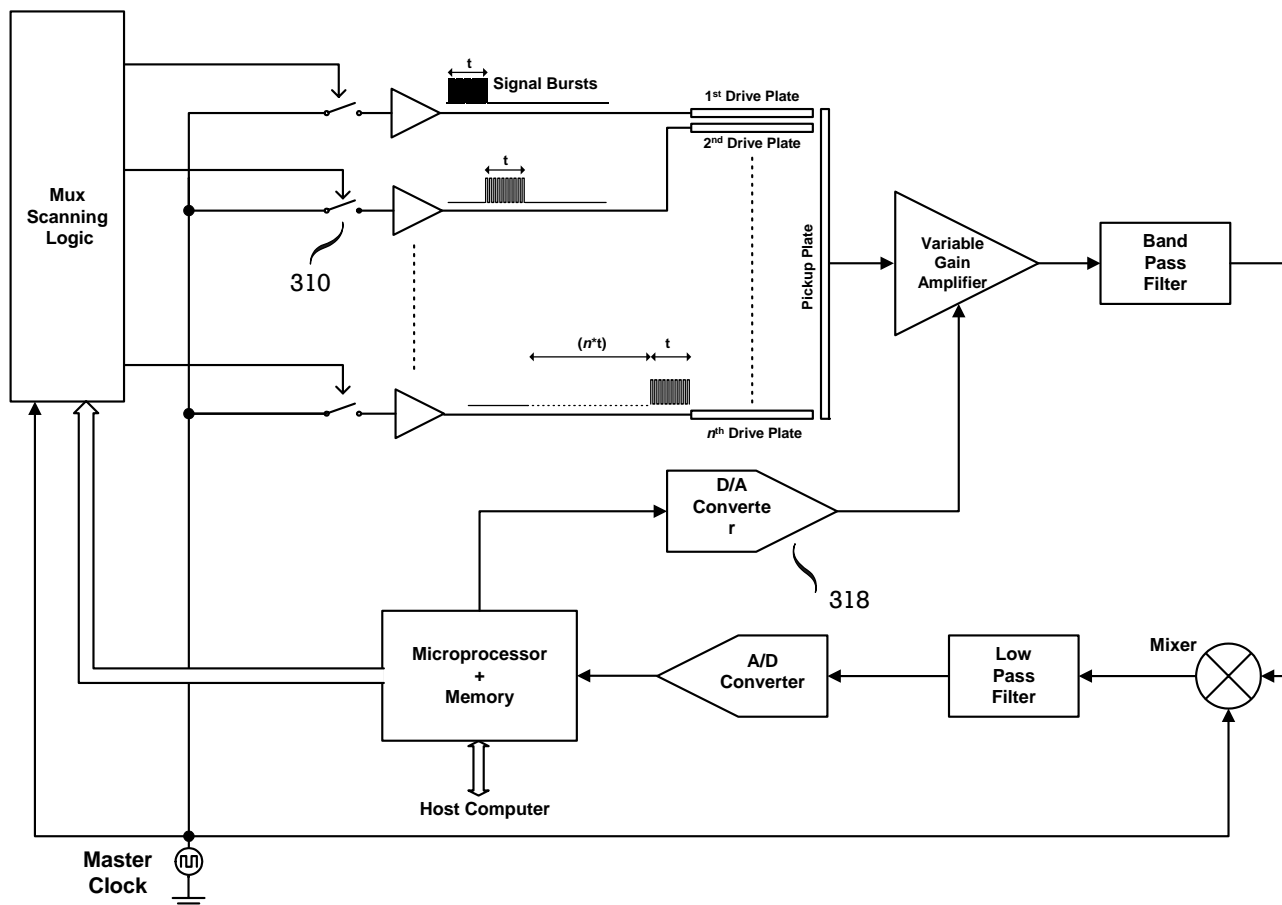 t
Signal Bursts
1st Drive Plate
2nd Drive Plate
Mux
Scanning
Logic
t
310
Pickup Plate
Variable
Gain
Amplifier
Band
Pass
Filter
(n*t)
t
nth Drive Plate
D/A
Converte
r
318
Microprocessor
+
Memory
A/D
Converter
Low
Pass
Filter
Mixer
Host Computer
Master
Clock